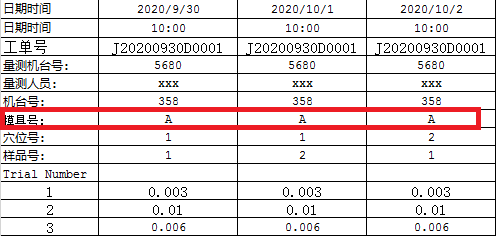 日期时间 2020/9/30 2020/10/1 2020/10/2
日期时间 10:00 10:00 10:00
工单号 J20200930D0001 J20200930D0001 J20200930D0001
量测机台号: 5680 5680 5680
量测人员: xxx xxx xxx
机台号: 358 358 358
模具号: A A A
穴位号: 1 1 2
样品号: 1 2 1
Trial Number
1 0.003 0.003 0.003
2 0.01 0.01 0.01
3 0.006 0.006 0.006